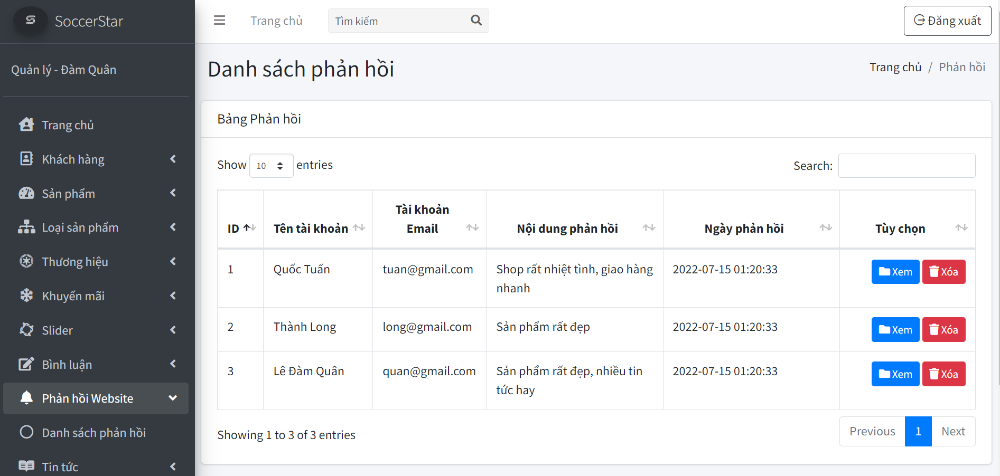 SoccerStar
Trang chủ
Tìm kiếm
Đăng xuất
Quản lý - Đàm Quân
Trang chủ
Khách hàng
Sản phẩm
Loại sản phẩm
Thương hiệu
Khuyến mãi
Slider
Bình luận
Phản hồi Website
Danh sách phản hồi
Tin tức
Danh sách phản hồi
Trang chủ / Phản hồi
Bảng Phản hồi
Show 10 entries
Search:
ID
Tên tài khoản
Tài khoản
Email
Nội dung phản hồi
Ngày phản hồi
Tùy chọn
1
Quốc Tuấn
tuan@gmail.com
Shop rất nhiệt tình, giao hàng
nhanh
2022-07-15 01:20:33
Xem
Xóa
2
Thành Long
long@gmail.com
Sản phẩm rất đẹp
2022-07-15 01:20:33
Xem
Xóa
3
Lê Đàm Quân
quan@gmail.com
Sản phẩm rất đẹp, nhiều tin
tức hay
2022-07-15 01:20:33
Xem
Xóa
Showing 1 to 3 of 3 entries
Previous
1
Next